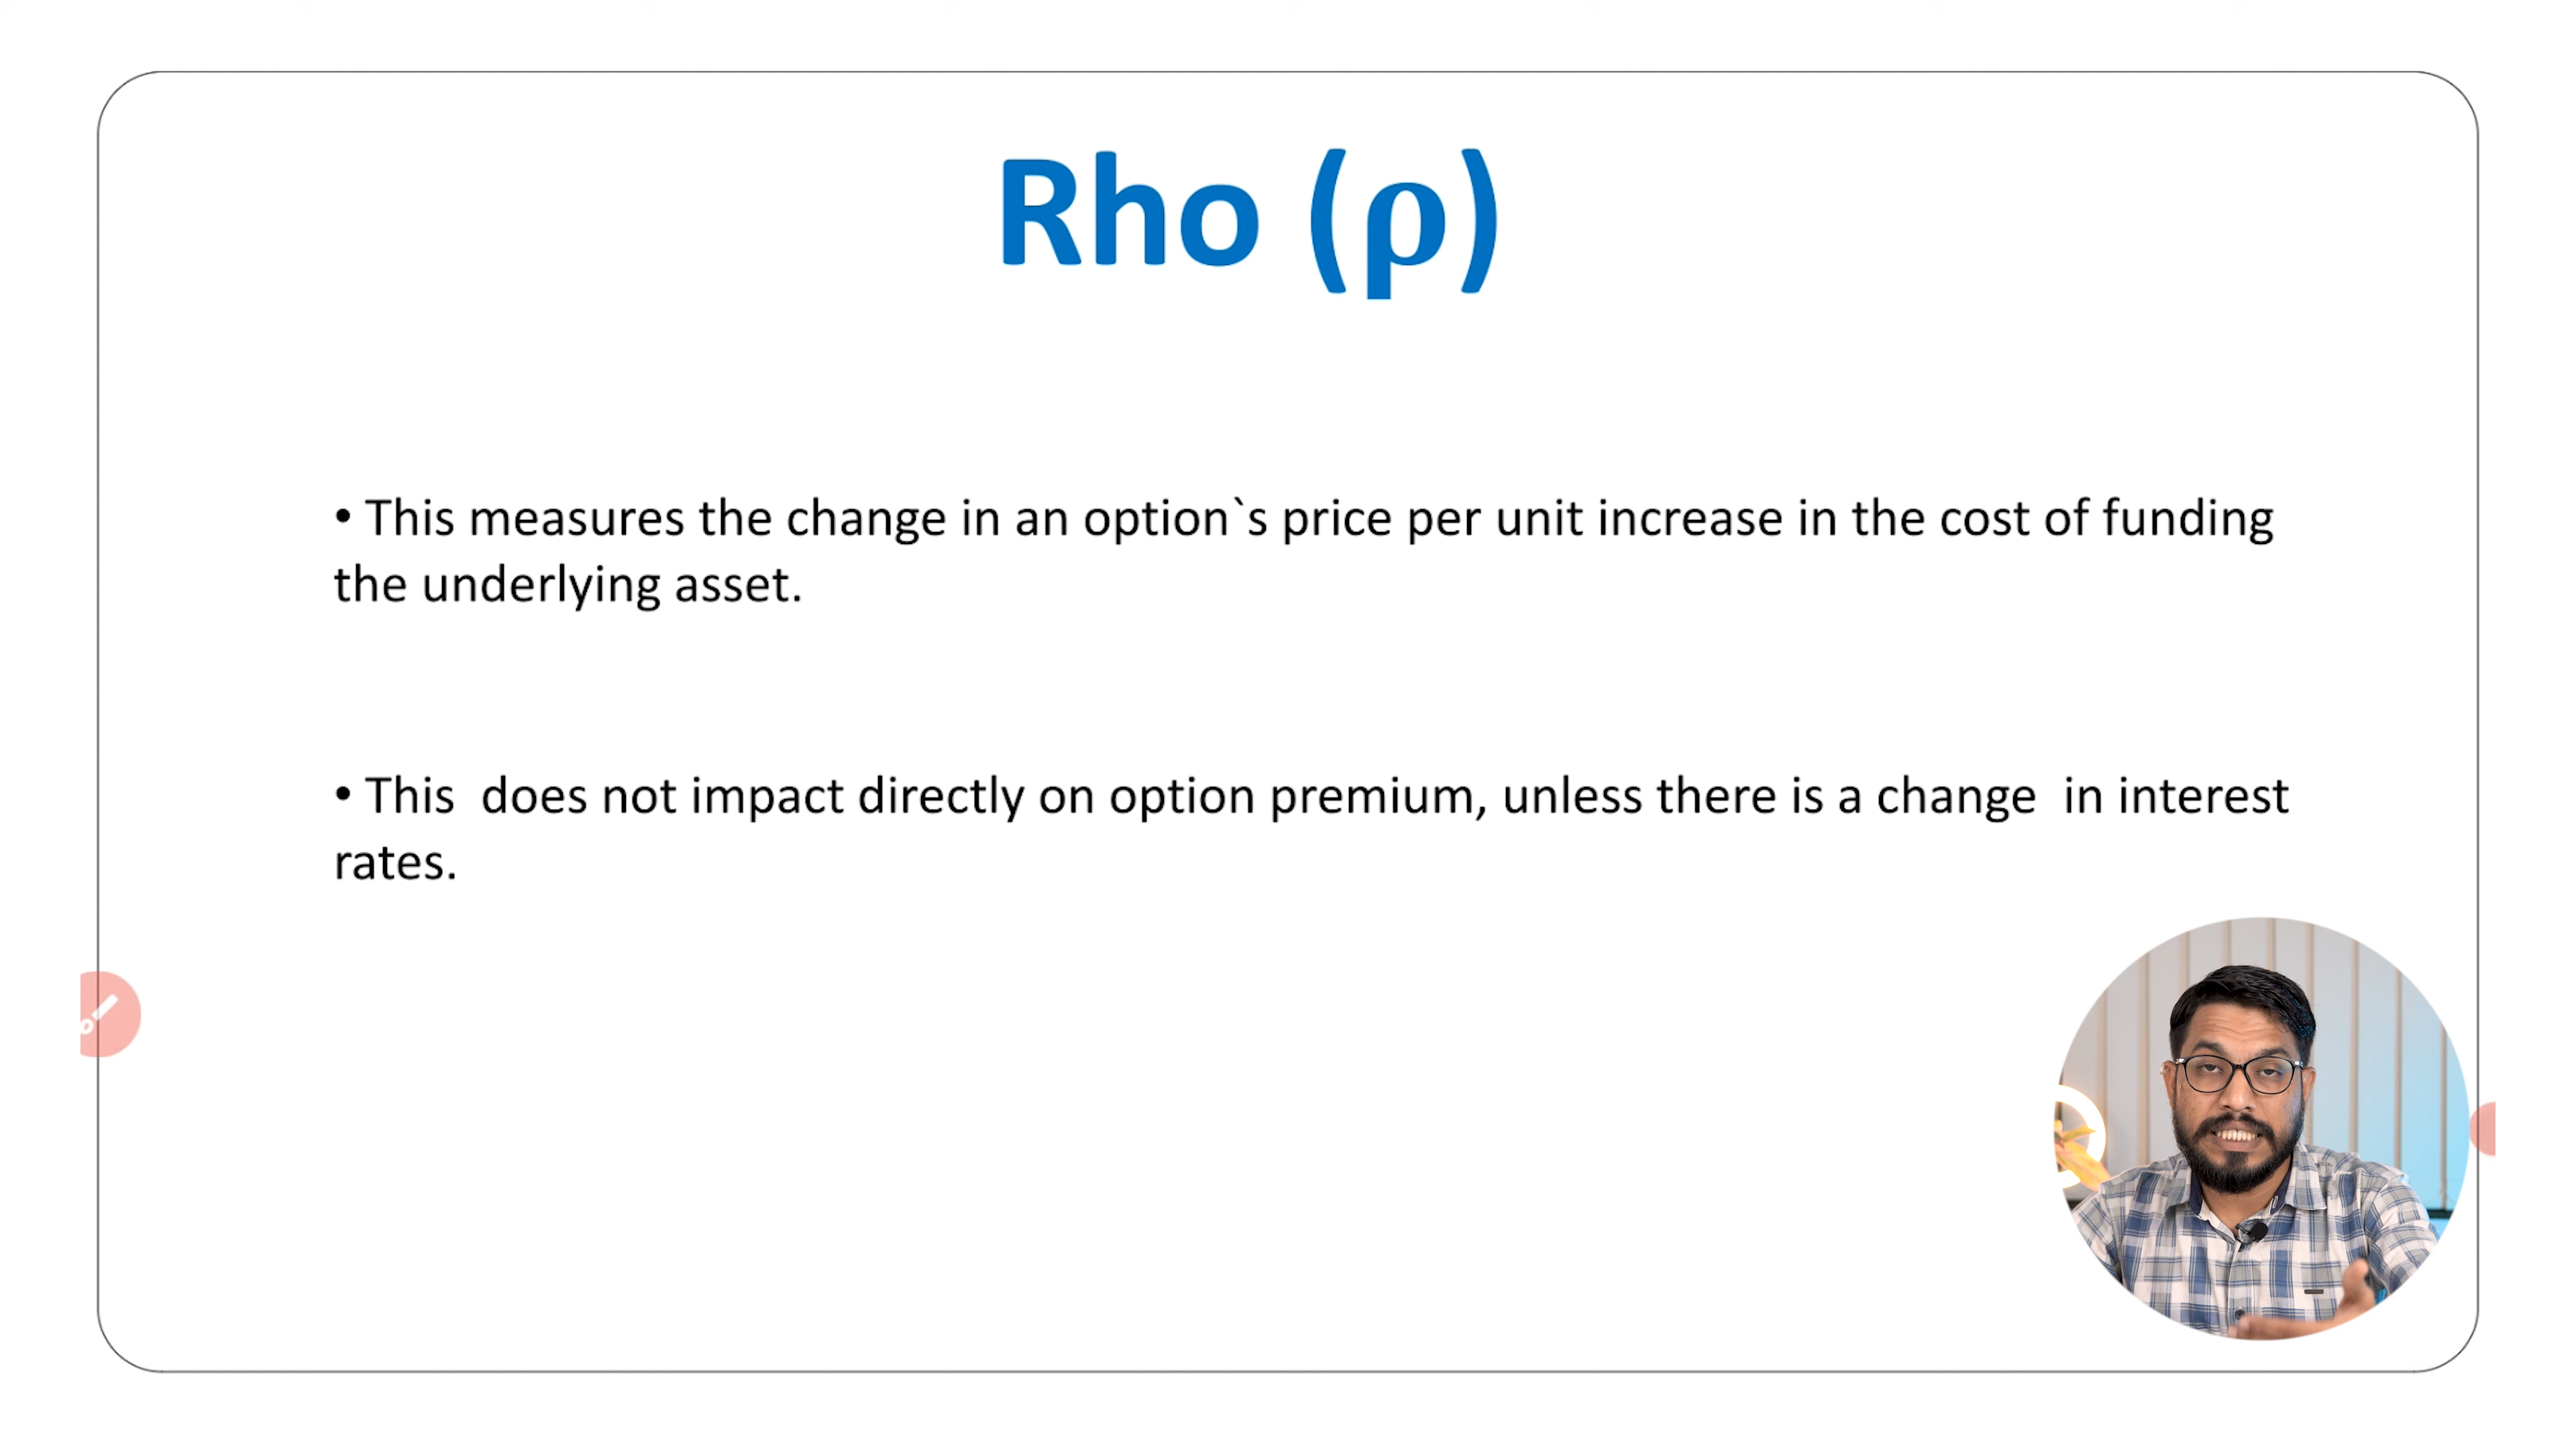 Rho (ρ)
• This measures the change in an option`s price per unit increase in the cost of funding
the underlying asset.
• This  does not impact directly on option premium, unless there is a change  in interest
rates.